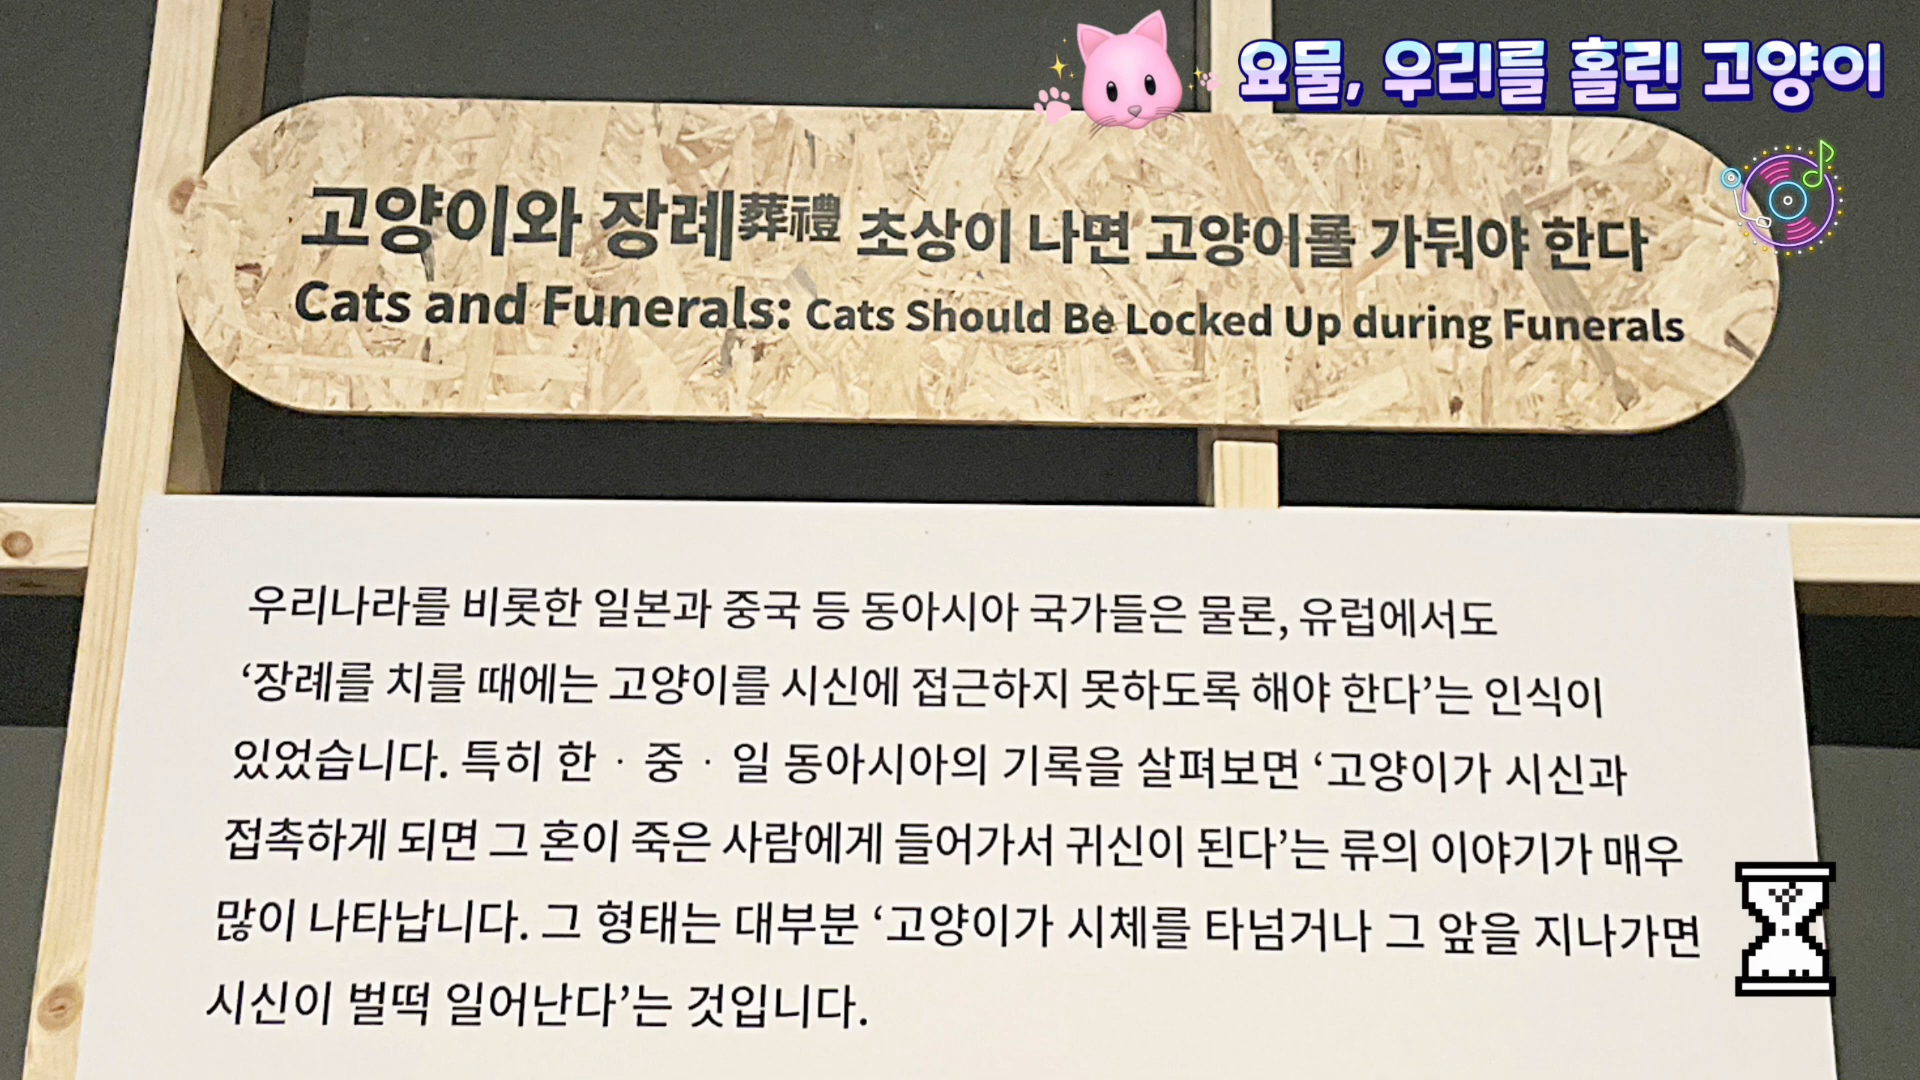 요물, 우리를 홀린 고양이
고양이와 장례葬禮 초상이 나면 고양이를 가둬야 한다
Cats and Funerals: Cats Should Be Locked Up during Funerals
우리나라를 비롯한 일본과 중국 등 동아시아 국가들은 물론, 유럽에서도
‘장례를 치를 때에는 고양이를 시신에 접근하지 못하도록 해야 한다’는 인식이
있었습니다. 특히 한 · 중 · 일 동아시아의 기록을 살펴보면 ‘고양이가 시신과
접촉하게 되면 그 혼이 죽은 사람에게 들어가서 귀신이 된다’는 류의 이야기가 매우
많이 나타납니다. 그 형태는 대부분 ‘고양이가 시체를 타넘거나 그 앞을 지나가면
시신이 벌떡 일어난다’는 것입니다.